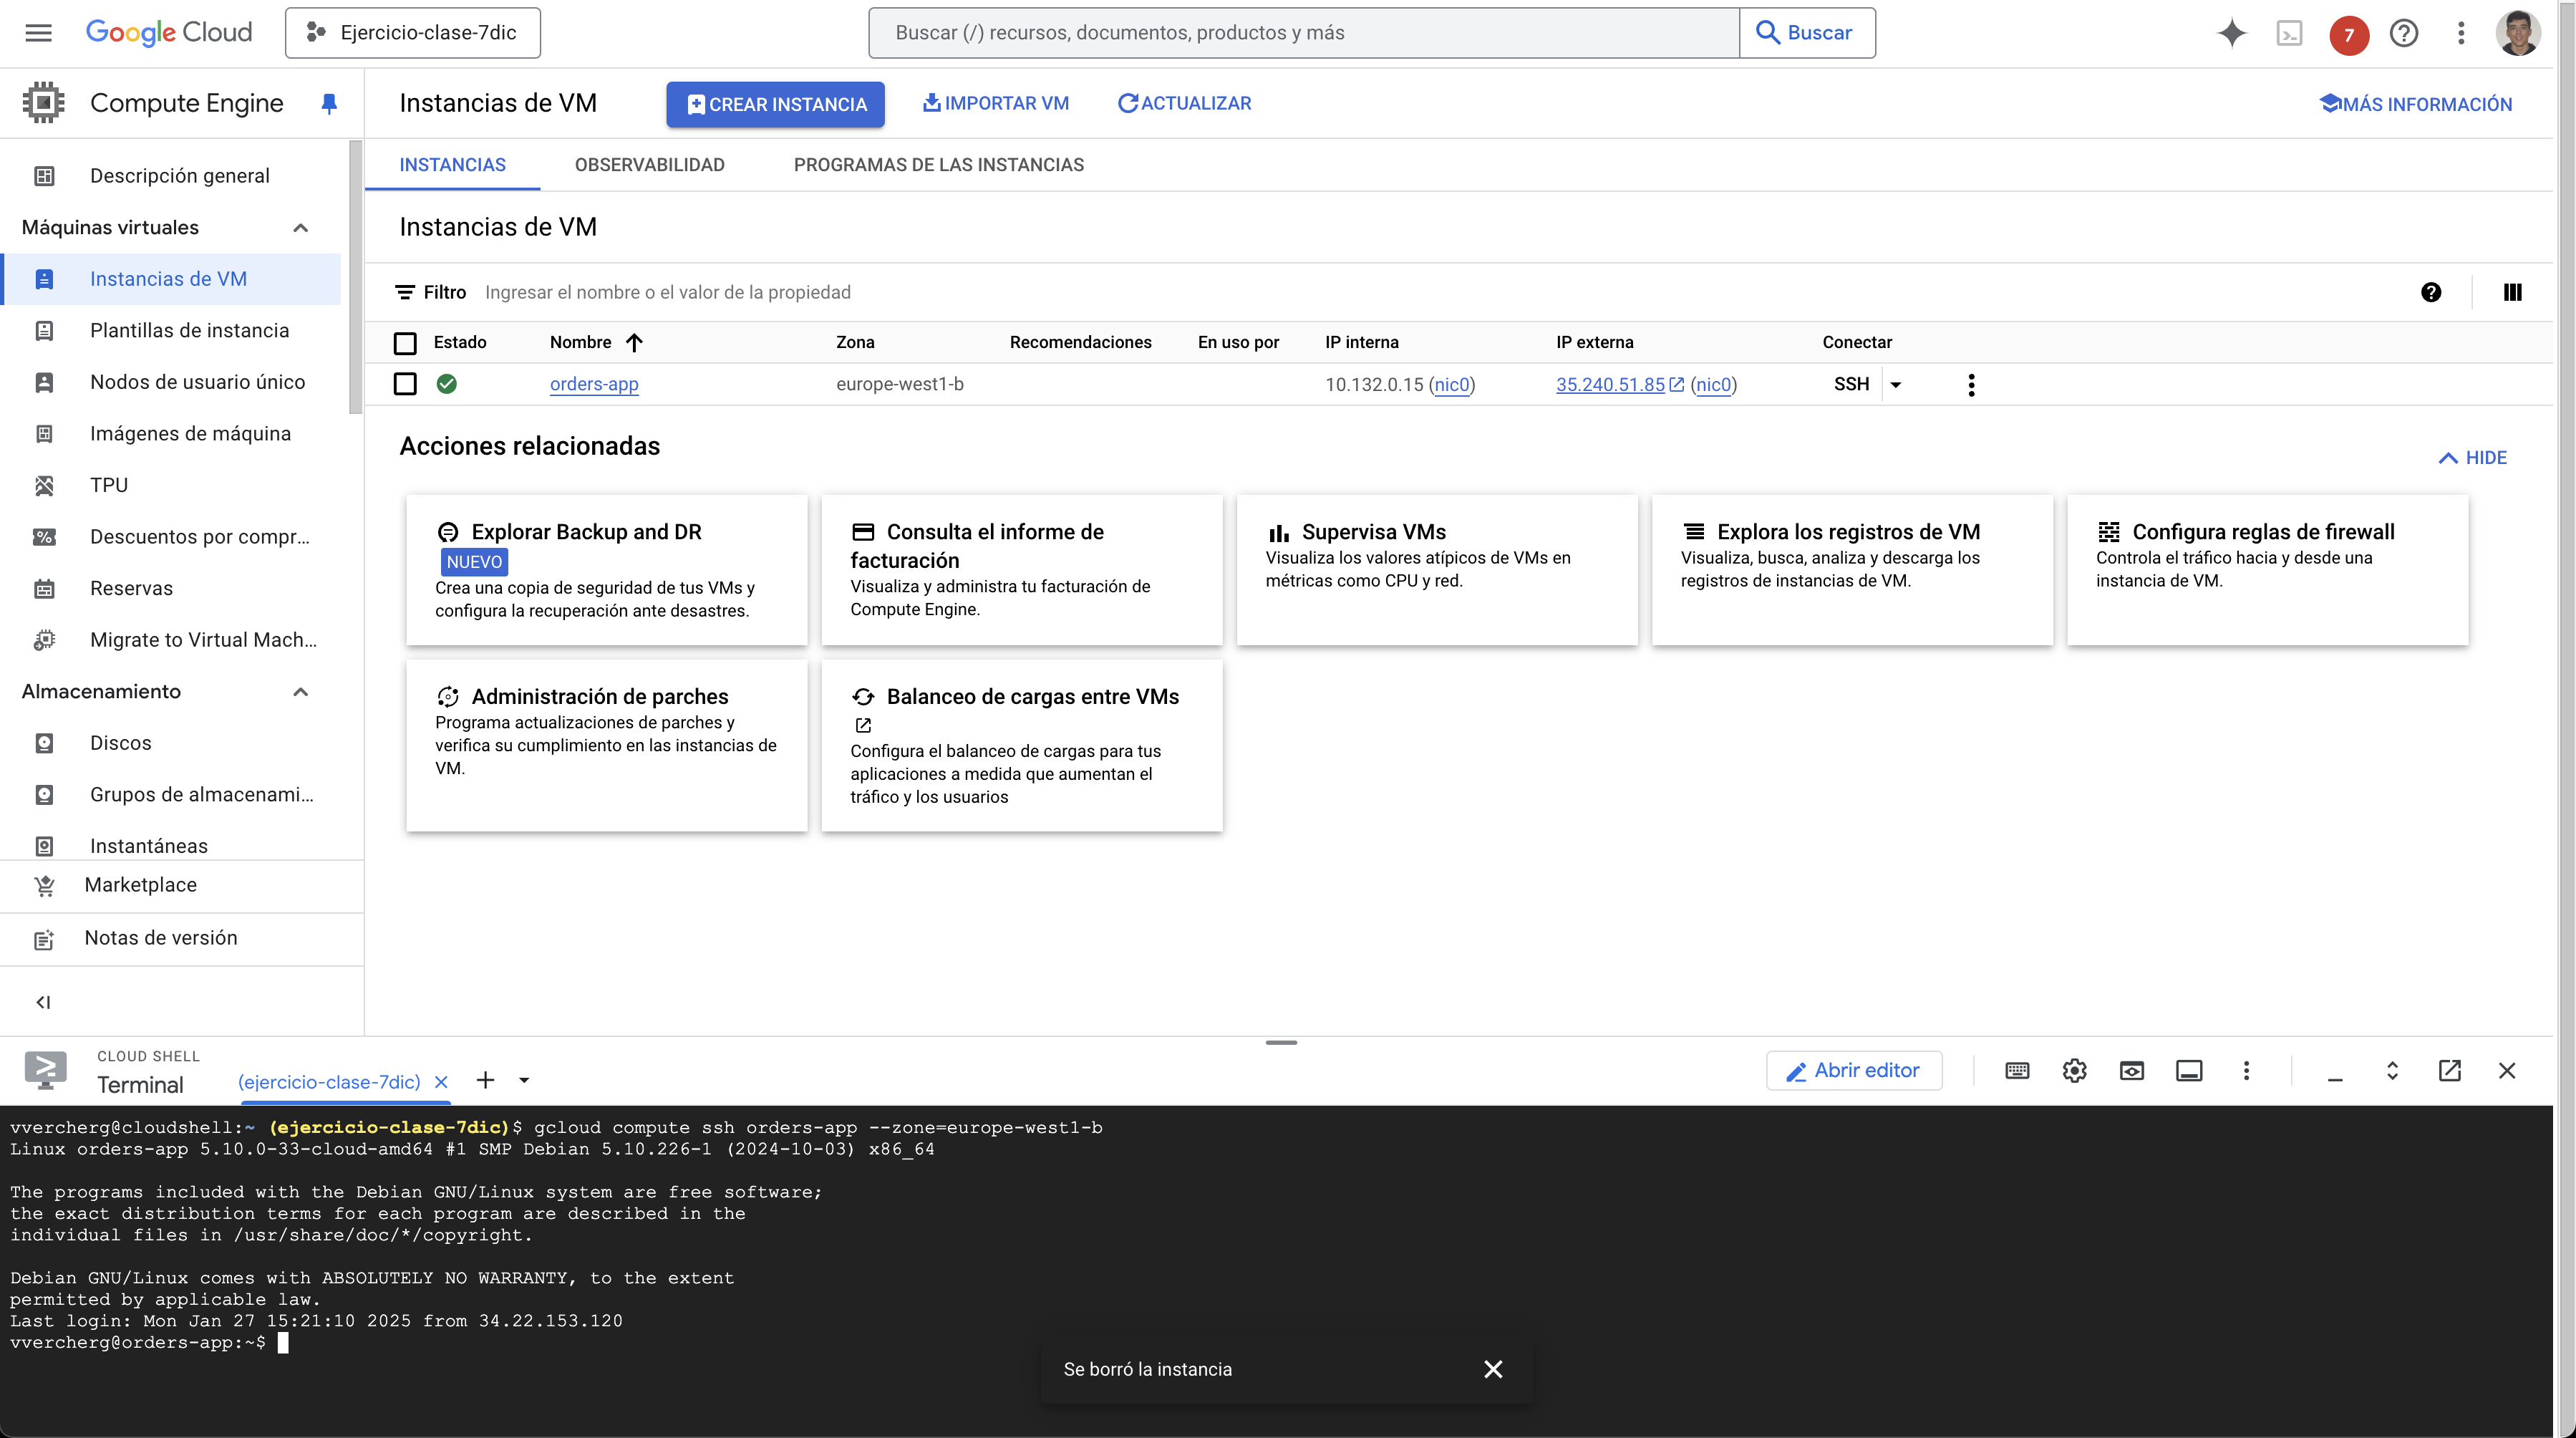 Google Cloud
Ejercicio-clase-7dic
Buscar (/) recursos, documentos, productos y más
Buscar
7
Compute Engine
Instancias de VM
CREAR INSTANCIA
IMPORTAR VM
ACTUALIZAR
MÁS INFORMACIÓN
Descripción general
Máquinas virtuales
Instancias de VM
Plantillas de instancia
Nodos de usuario único
Imágenes de máquina
TPU
Descuentos por compr...
Reservas
Migrate to Virtual Mach...
Almacenamiento
Discos
Grupos de almacenami...
Instantáneas
Marketplace
Notas de versión
INSTANCIAS
OBSERVABILIDAD
PROGRAMAS DE LAS INSTANCIAS
Instancias de VM
Filtro Ingresar el nombre o el valor de la propiedad
Estado Nombre Zona Recomendaciones En uso por IP interna IP externa Conectar
orders-app europe-west1-b 10.132.0.15 (nic0) 35.240.51.85 (nic0) SSH
Acciones relacionadas
HIDE
Explorar Backup and DR
NUEVO
Crea una copia de seguridad de tus VMs y
configura la recuperación ante desastres.
Consulta el informe de
facturación
Visualiza y administra tu facturación de
Compute Engine.
Supervisa VMs
Visualiza los valores atípicos de VMs en
métricas como CPU y red.
Explora los registros de VM
Visualiza, busca, analiza y descarga los
registros de instancias de VM.
Configura reglas de firewall
Controla el tráfico hacia y desde una
instancia de VM.
Administración de parches
Programa actualizaciones de parches y
verifica su cumplimiento en las instancias de
VM.
Balanceo de cargas entre VMs
Configura el balanceo de cargas para tus
aplicaciones a medida que aumentan el
tráfico y los usuarios
CLOUD SHELL
Terminal
(ejercicio-clase-7dic)
Abrir editor
vvercherg@cloudshell:~ (ejercicio-clase-7dic)$ gcloud compute ssh orders-app --zone=europe-west1-b
Linux orders-app 5.10.0-33-cloud-amd64 #1 SMP Debian 5.10.226-1 (2024-10-03) x86_64
The programs included with the Debian GNU/Linux system are free software;
the exact distribution terms for each program are described in the
individual files in /usr/share/doc/*/copyright.
Debian GNU/Linux comes with ABSOLUTELY NO WARRANTY, to the extent
permitted by applicable law.
Last login: Mon Jan 27 15:21:10 2025 from 34.22.153.120
vvercherg@orders-app:~$
Se borró la instancia